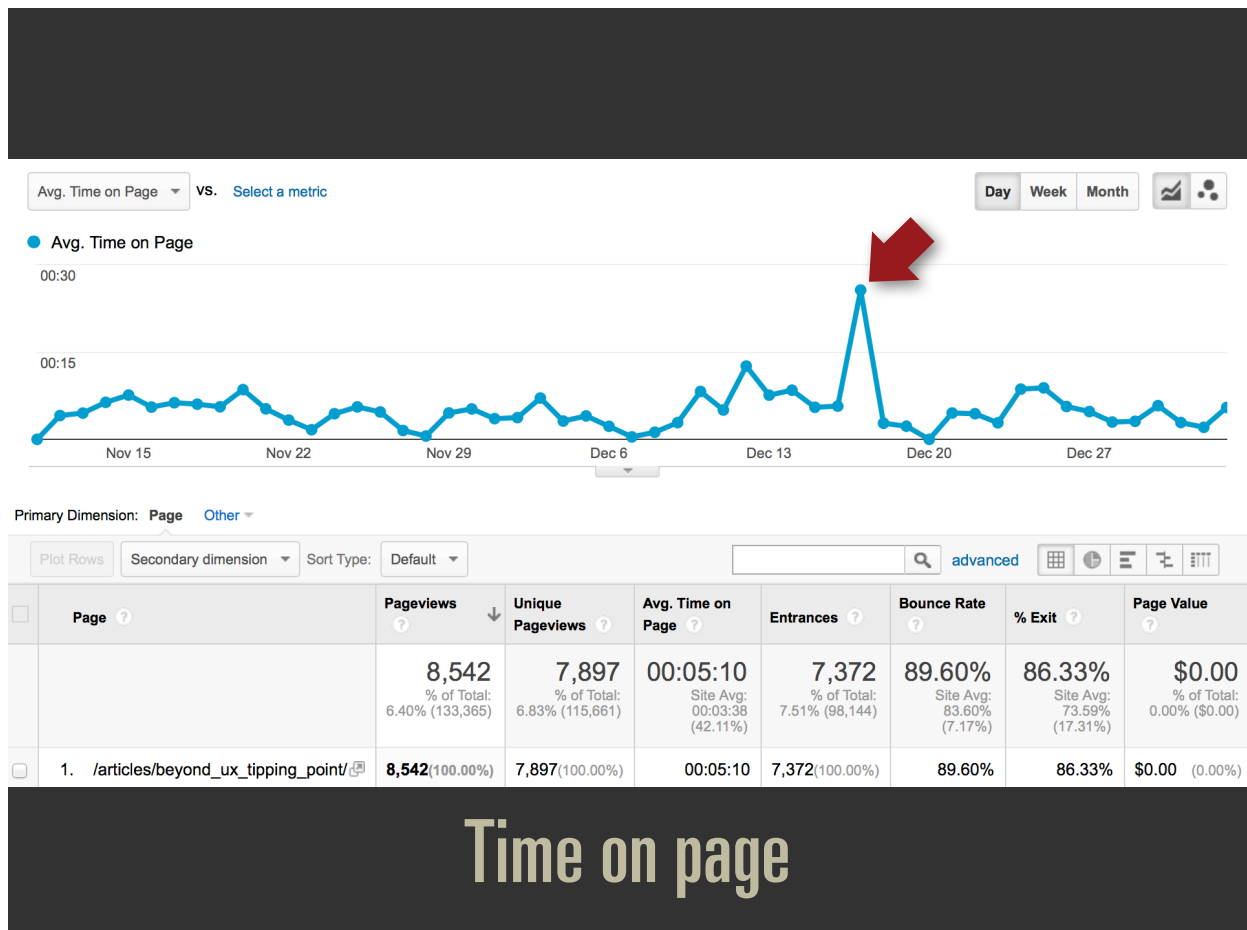 Avg. Time on Page vs. Select a metric Day Week Month
Avg. Time on Page
00:30
00:15
Nov 15 Nov 22 Nov 29 Dec 6 Dec 13 Dec 20 Dec 27
Primary Dimension: Page Other
Plot Rows Secondary dimension Sort Type: Default advanced
Page ? Pageviews ? Unique Pageviews ? Avg. Time on Page ? Entrances ? Bounce Rate ? % Exit ? Page Value ?
8,542 7,897 00:05:10 7,372 89.60% 86.33% $0.00
% of Total: 6.40% (133,365) % of Total: 6.83% (115,661) Site Avg: 00:03:38 (42.11%) % of Total: 7.51% (98,144) Site Avg: 83.60% (7.17%) Site Avg: 73.59% (17.31%) % of Total: 0.00% ($0.00)
1. /articles/beyond_ux_tipping_point/ 8,542(100.00%) 7,897(100.00%) 00:05:10 7,372(100.00%) 89.60% 86.33% $0.00 (0.00%)
Time on page